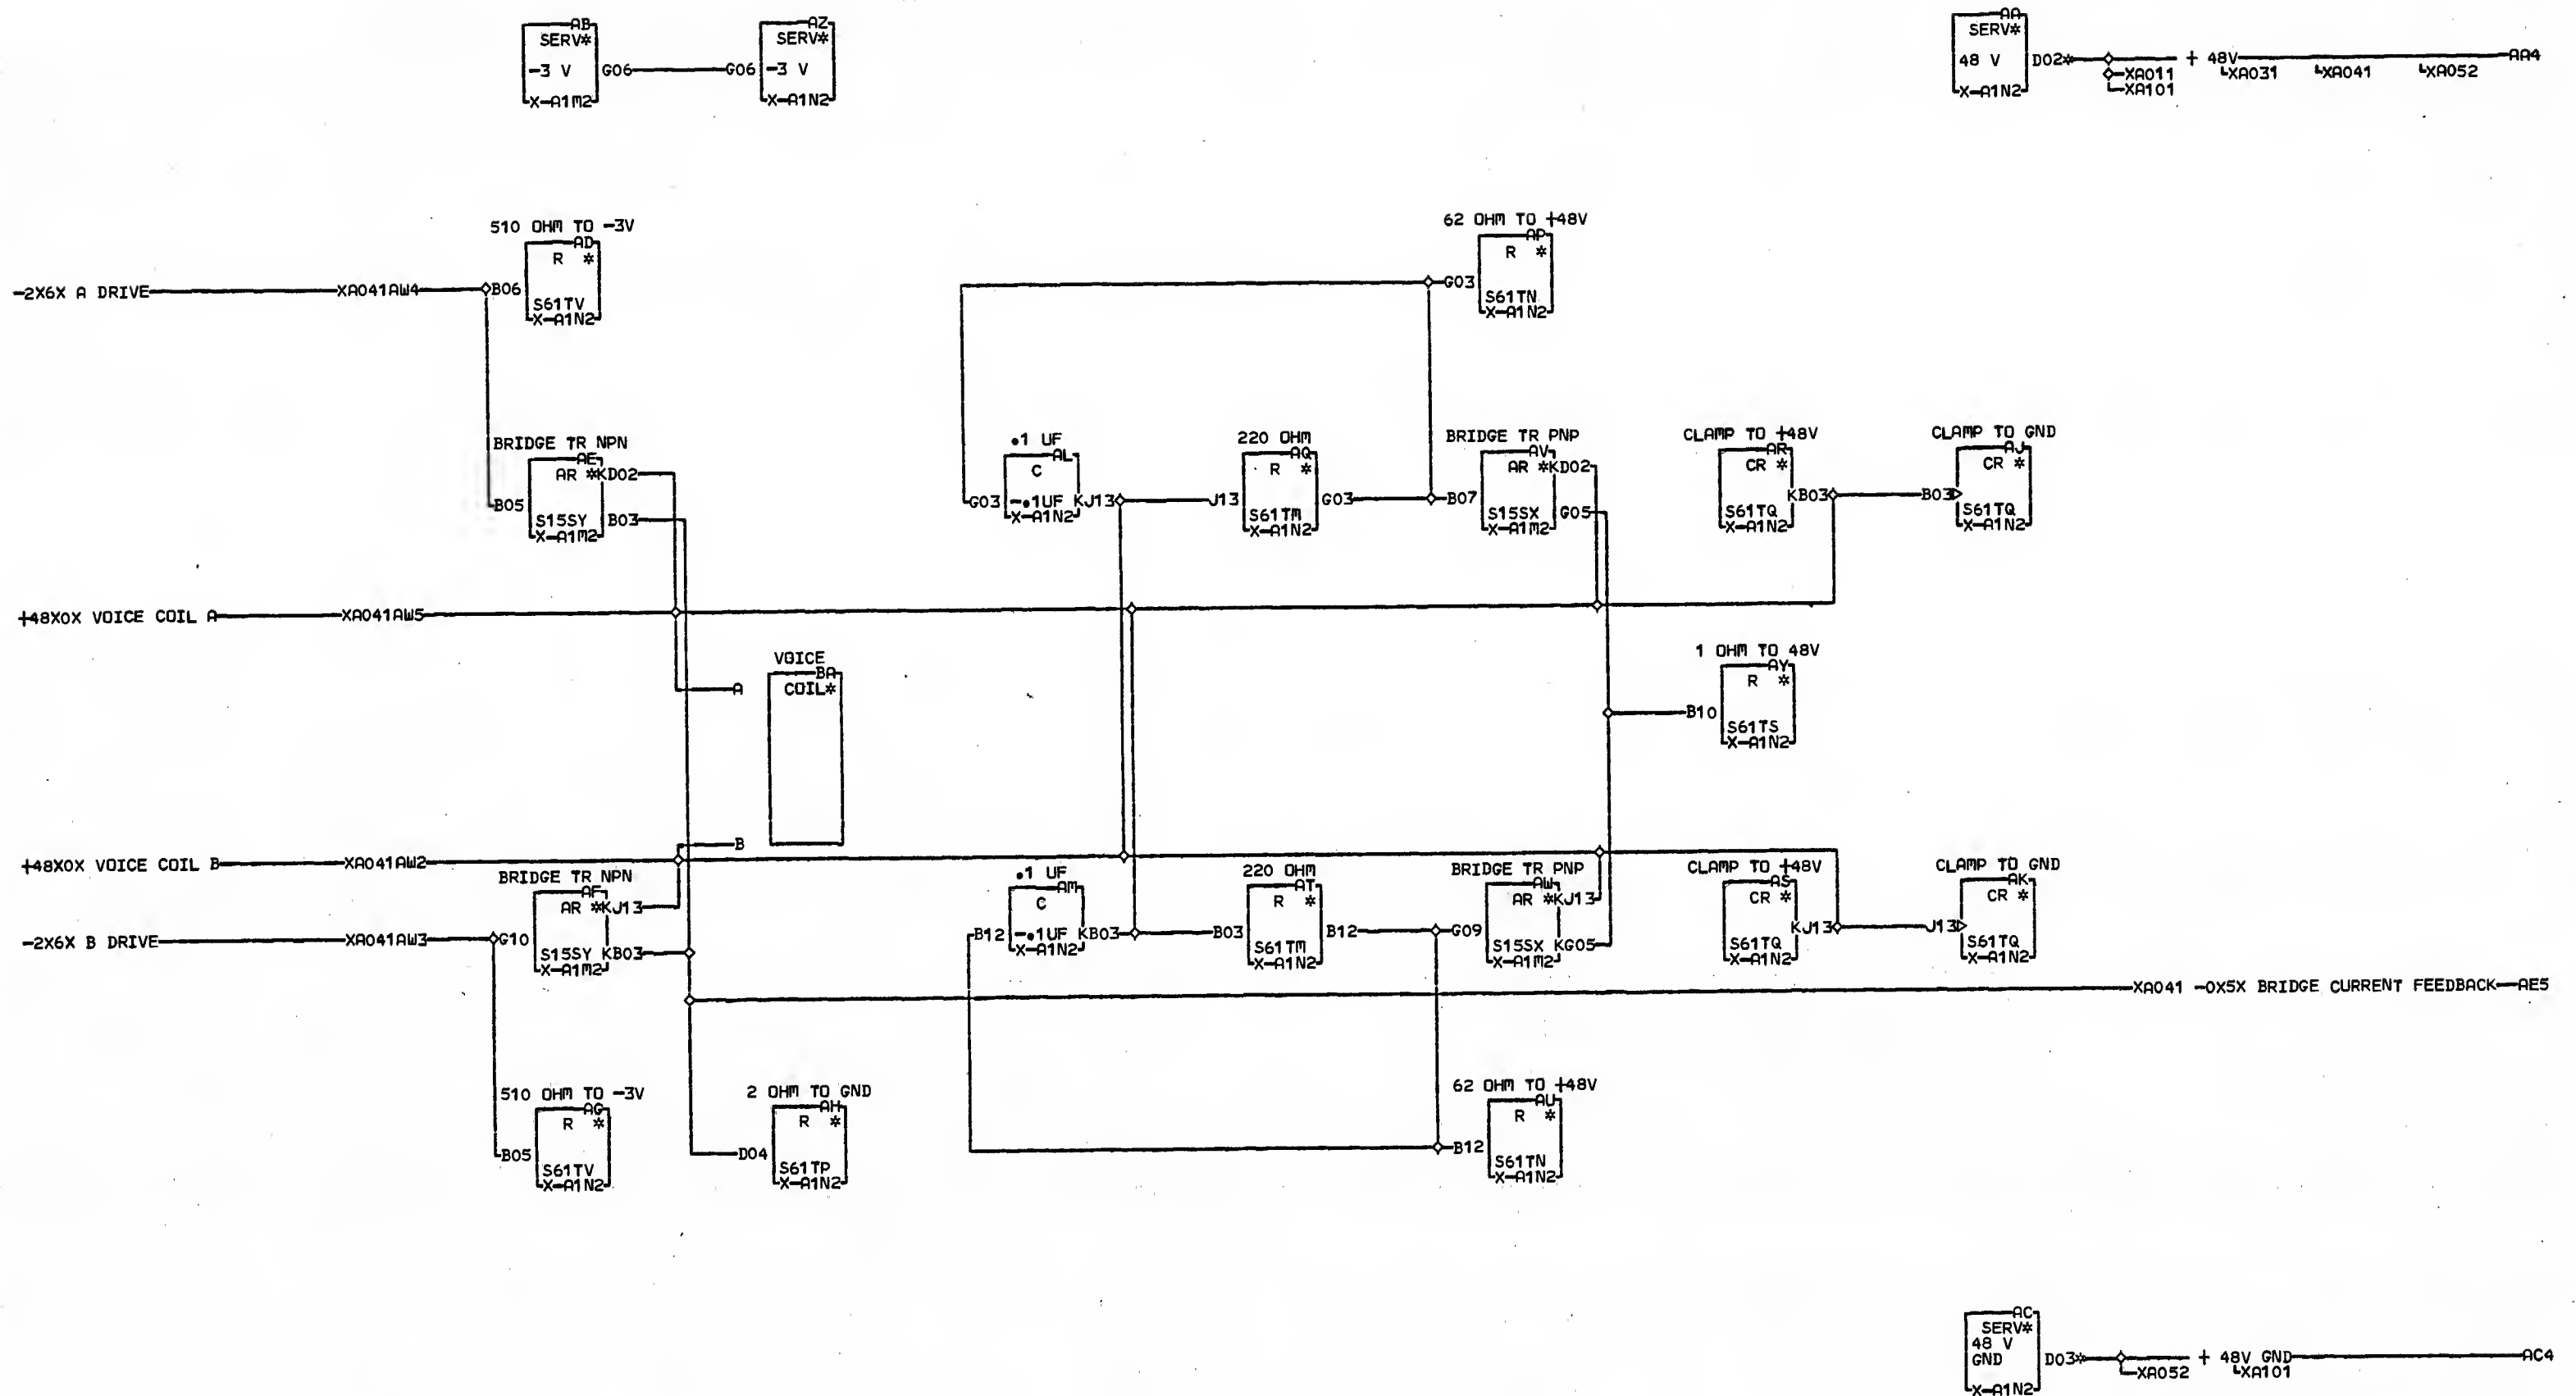 AB
SERV*
-3 V G06
X-A1M2
AZ
SERV*
G06 -3 V
X-A1N2
AA
SERV*
48 V D02*
X-A1N2
+ 48V AA4
XA011 XA031 XA041 XA052
XA101
510 OHM TO -3V
AD
R *
-2X6X A DRIVE XA041AW4 B06
S61TV
X-A1N2
62 OHM TO +48V
AP
R *
G03
S61TN
X-A1N2
BRIDGE TR NPN
AE
AR *KD02
B05
S15SY B03
X-A1M2
.1 UF
AL
C
G03 -.1UF KJ13
X-A1N2
220 OHM
AQ
R *
J13 G03
S61TM
X-A1N2
BRIDGE TR PNP
AV
AR *KD02
B07
S15SX G05
X-A1M2
CLAMP TO +48V
AR
CR *
KB03
S61TQ
X-A1N2
CLAMP TO GND
AJ
CR *
B03
S61TQ
X-A1N2
+48X0X VOICE COIL A XA041AW5
VOICE
BA
COIL*
A
B
1 OHM TO 48V
AY
R *
B10
S61TS
X-A1N2
+48X0X VOICE COIL B XA041AW2
BRIDGE TR NPN
AF
AR *KJ13
-2X6X B DRIVE XA041AW3 G10
S15SY KB03
X-A1M2
.1 UF
AM
C
B12 -.1UF KB03
X-A1N2
220 OHM
AT
R *
B03 B12
S61TM
X-A1N2
BRIDGE TR PNP
AW
AR *KJ13
G09
S15SX KG05
X-A1M2
CLAMP TO +48V
AS
CR *
KJ13
S61TQ
X-A1N2
CLAMP TO GND
AK
CR *
J13
S61TQ
X-A1N2
XA041 -0X5X BRIDGE CURRENT FEEDBACK AE5
510 OHM TO -3V
AG
R *
B05
S61TV
X-A1N2
2 OHM TO GND
AH
R *
D04
S61TP
X-A1N2
62 OHM TO +48V
AU
R *
B12
S61TN
X-A1N2
AC
SERV*
48 V
GND D03*
X-A1N2
+ 48V GND AC4
XA052 XA101